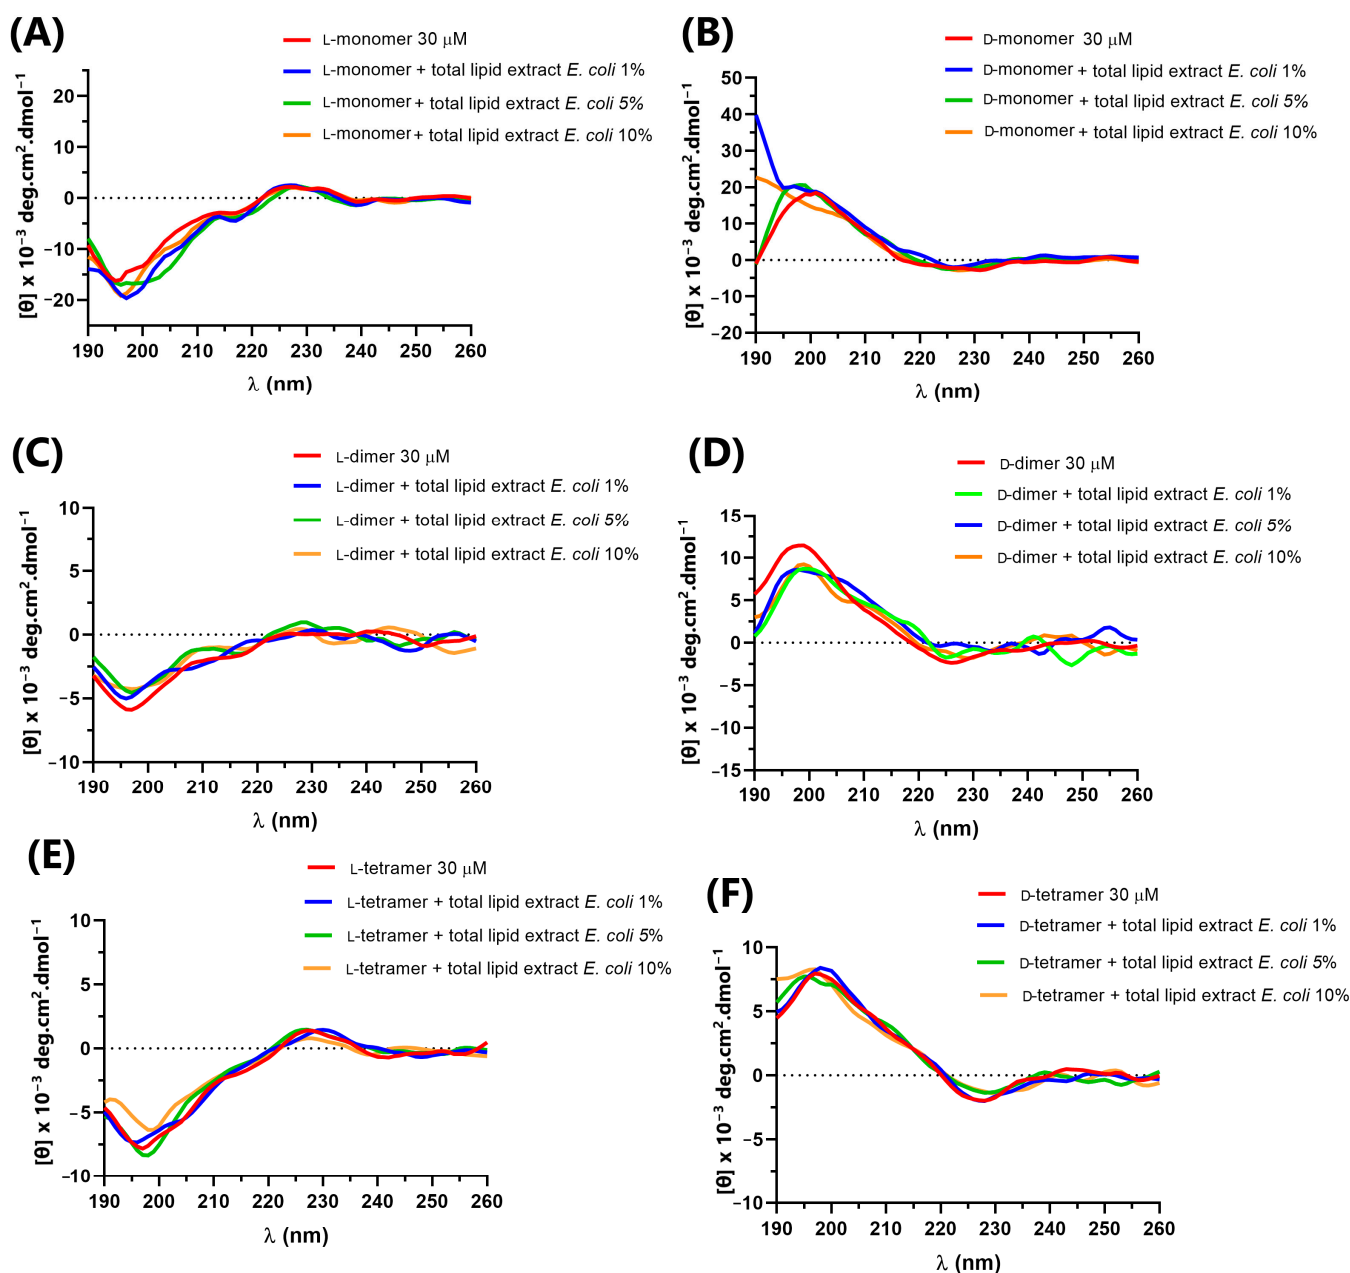 (A)
L-monomer 30 μM
L-monomer + total lipid extract E. coli 1%
L-monomer + total lipid extract E. coli 5%
L-monomer + total lipid extract E. coli 10%
[θ] x 10⁻³ deg.cm².dmol⁻¹
20
10
0
−10
−20
190 200 210 220 230 240 250 260
λ (nm)
(B)
D-monomer 30 μM
D-monomer + total lipid extract E. coli 1%
D-monomer + total lipid extract E. coli 5%
D-monomer + total lipid extract E. coli 10%
[θ] x 10⁻³ deg.cm².dmol⁻¹
50
40
30
20
10
0
−10
−20
190 200 210 220 230 240 250 260
λ (nm)
(C)
L-dimer 30 μM
L-dimer + total lipid extract E. coli 1%
L-dimer + total lipid extract E. coli 5%
L-dimer + total lipid extract E. coli 10%
[θ] x 10⁻³ deg.cm².dmol⁻¹
10
5
0
−5
−10
190 200 210 220 230 240 250 260
λ (nm)
(D)
D-dimer 30 μM
D-dimer + total lipid extract E. coli 1%
D-dimer + total lipid extract E. coli 5%
D-dimer + total lipid extract E. coli 10%
[θ] x 10⁻³ deg.cm².dmol⁻¹
15
10
5
0
−5
−10
−15
190 200 210 220 230 240 250 260
λ (nm)
(E)
L-tetramer 30 μM
L-tetramer + total lipid extract E. coli 1%
L-tetramer + total lipid extract E. coli 5%
L-tetramer + total lipid extract E. coli 10%
[θ] x 10⁻³ deg.cm².dmol⁻¹
10
5
0
−5
−10
190 200 210 220 230 240 250 260
λ (nm)
(F)
D-tetramer 30 μM
D-tetramer + total lipid extract E. coli 1%
D-tetramer + total lipid extract E. coli 5%
D-tetramer + total lipid extract E. coli 10%
[θ] x 10⁻³ deg.cm².dmol⁻¹
10
5
0
−5
−10
190 200 210 220 230 240 250 260
λ (nm)